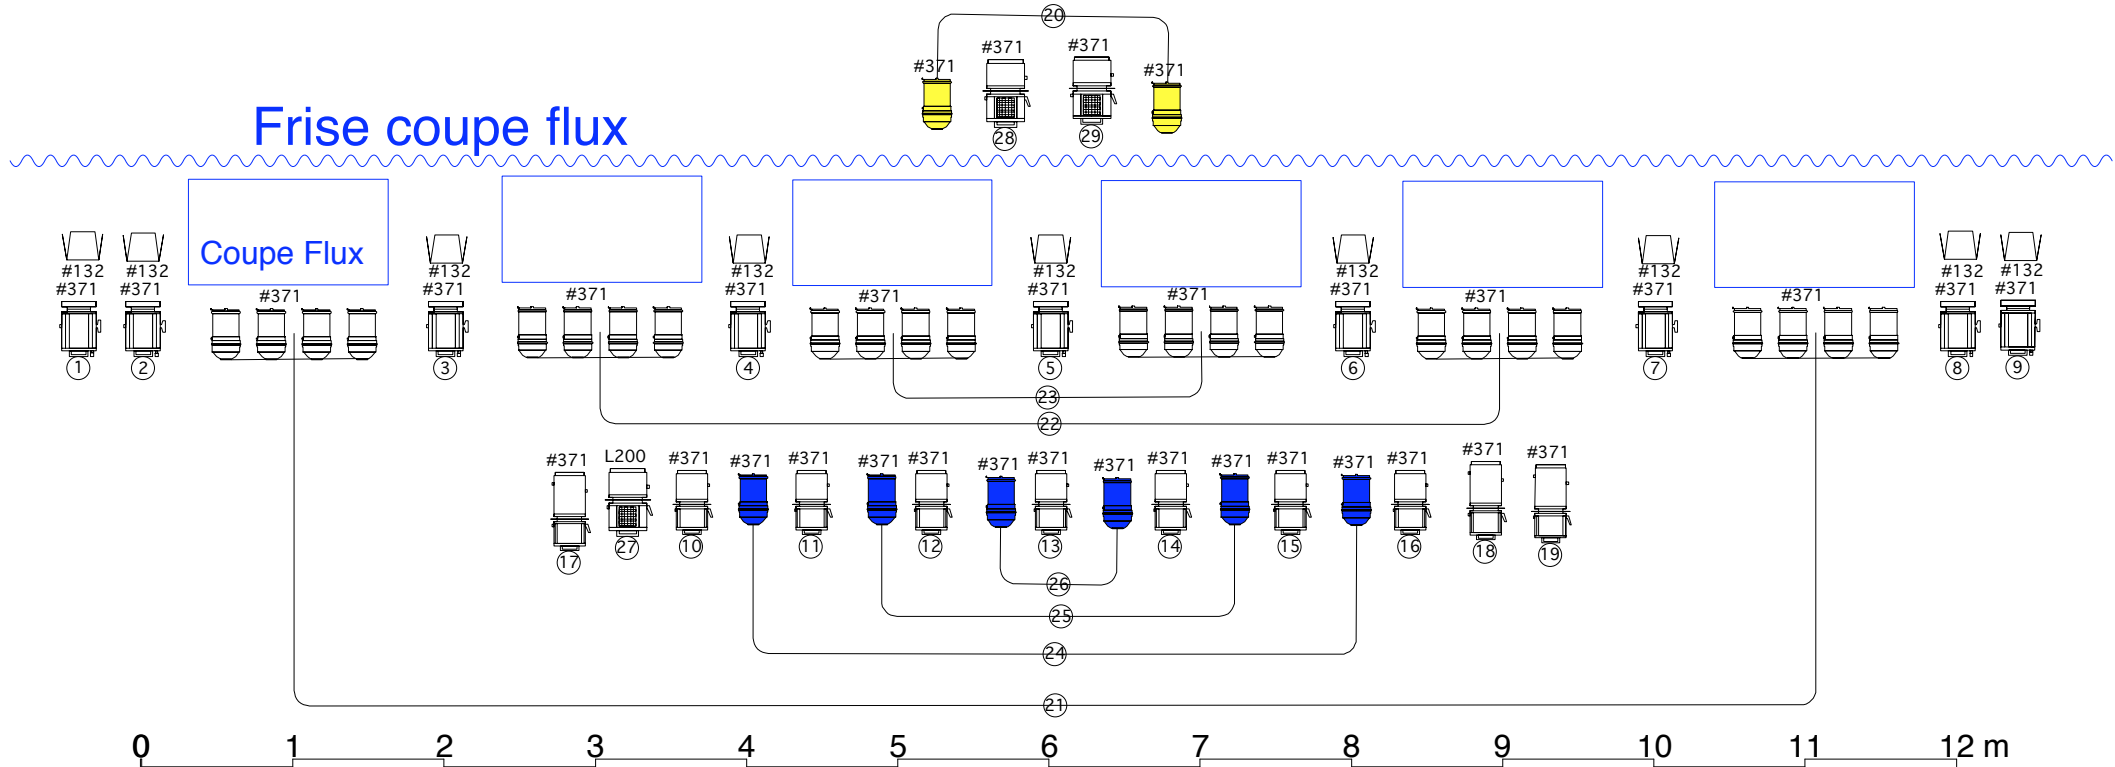 20
#371 #371
#371 #371
28 29
Frise coupe flux
Coupe Flux
#132 #132 #132 #132 #132 #132 #132 #132 #132
#371 #371 #371 #371 #371 #371 #371 #371 #371
#371 #371 #371 #371 #371 #371
1 2 3 4 5 6 7 8 9
23
22
#371 L200 #371 #371 #371 #371 #371 #371 #371 #371 #371 #371 #371 #371 #371 #371 #371
17 27 10 11 12 13 14 15 16 18 19
26
25
24
21
0 1 2 3 4 5 6 7 8 9 10 11 12 m